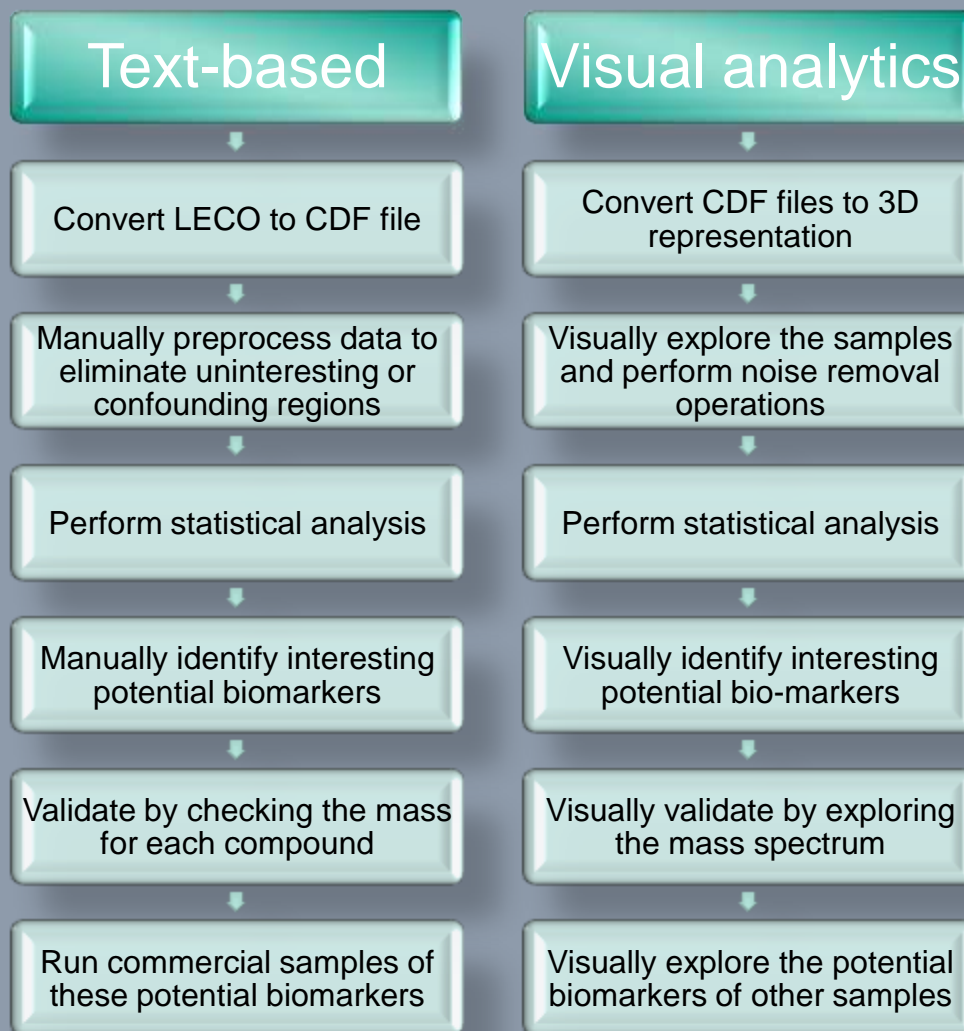 Text-based
Convert LECO to CDF file
Manually preprocess data to
eliminate uninteresting or
confounding regions
Perform statistical analysis
Manually identify interesting
potential biomarkers
Validate by checking the mass
for each compound
Run commercial samples of
these potential biomarkers
Visual analytics
Convert CDF files to 3D
representation
Visually explore the samples
and perform noise removal
operations
Perform statistical analysis
Visually identify interesting
potential bio-markers
Visually validate by exploring
the mass spectrum
Visually explore the potential
biomarkers of other samples